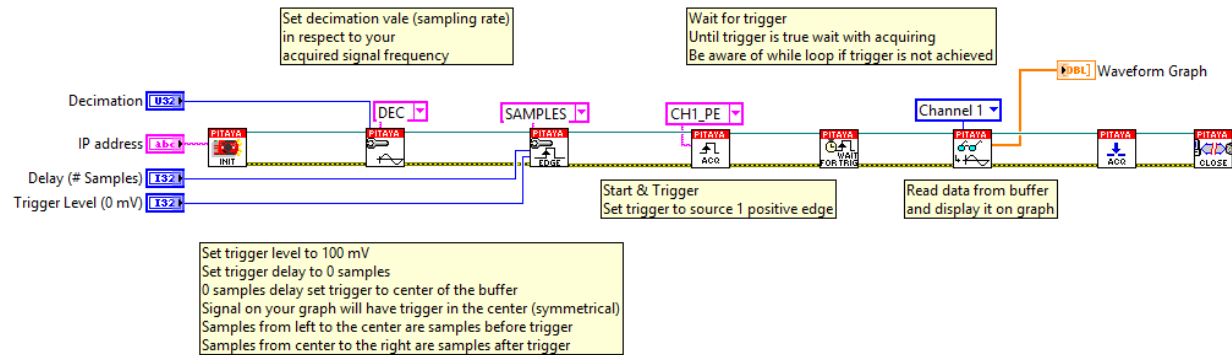 Set decimation vale (sampling rate)
in respect to your
acquired signal frequency
Wait for trigger
Until trigger is true wait with acquiring
Be aware of while loop if trigger is not achieved
DBL
Waveform Graph
Decimation
U32
DEC
SAMPLES
CH1_PE
Channel 1
IP address
abc
PITAYA
INIT
PITAYA
PITAYA
EDGE
PITAYA
ACQ
PITAYA
WAIT
FOR TRIG
PITAYA
PITAYA
ACQ
PITAYA
CLOSE
Delay (# Samples)
I32
Trigger Level (0 mV)
I32
Start & Trigger
Set trigger to source 1 positive edge
Read data from buffer
and display it on graph
Set trigger level to 100 mV
Set trigger delay to 0 samples
0 samples delay set trigger to center of the buffer
Signal on your graph will have trigger in the center (symmetrical)
Samples from left to the center are samples before trigger
Samples from center to the right are samples after trigger